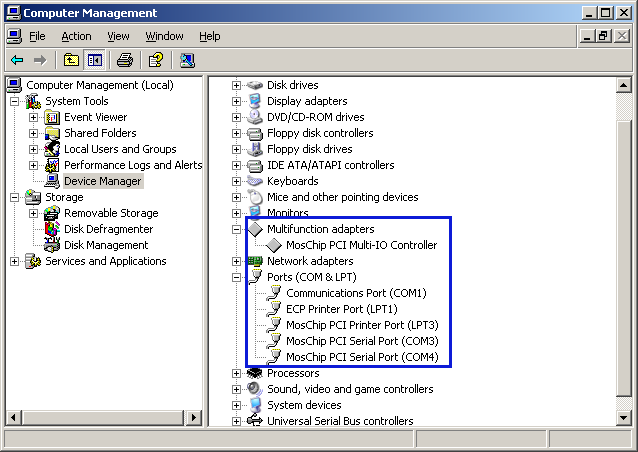 Computer Management
File Action View Window Help
Computer Management (Local)
System Tools
Event Viewer
Shared Folders
Local Users and Groups
Performance Logs and Alerts
Device Manager
Storage
Removable Storage
Disk Defragmenter
Disk Management
Services and Applications
Disk drives
Display adapters
DVD/CD-ROM drives
Floppy disk controllers
Floppy disk drives
IDE ATA/ATAPI controllers
Keyboards
Mice and other pointing devices
Monitors
Multifunction adapters
MosChip PCI Multi-IO Controller
Network adapters
Ports (COM & LPT)
Communications Port (COM1)
ECP Printer Port (LPT1)
MosChip PCI Printer Port (LPT3)
MosChip PCI Serial Port (COM3)
MosChip PCI Serial Port (COM4)
Processors
Sound, video and game controllers
System devices
Universal Serial Bus controllers